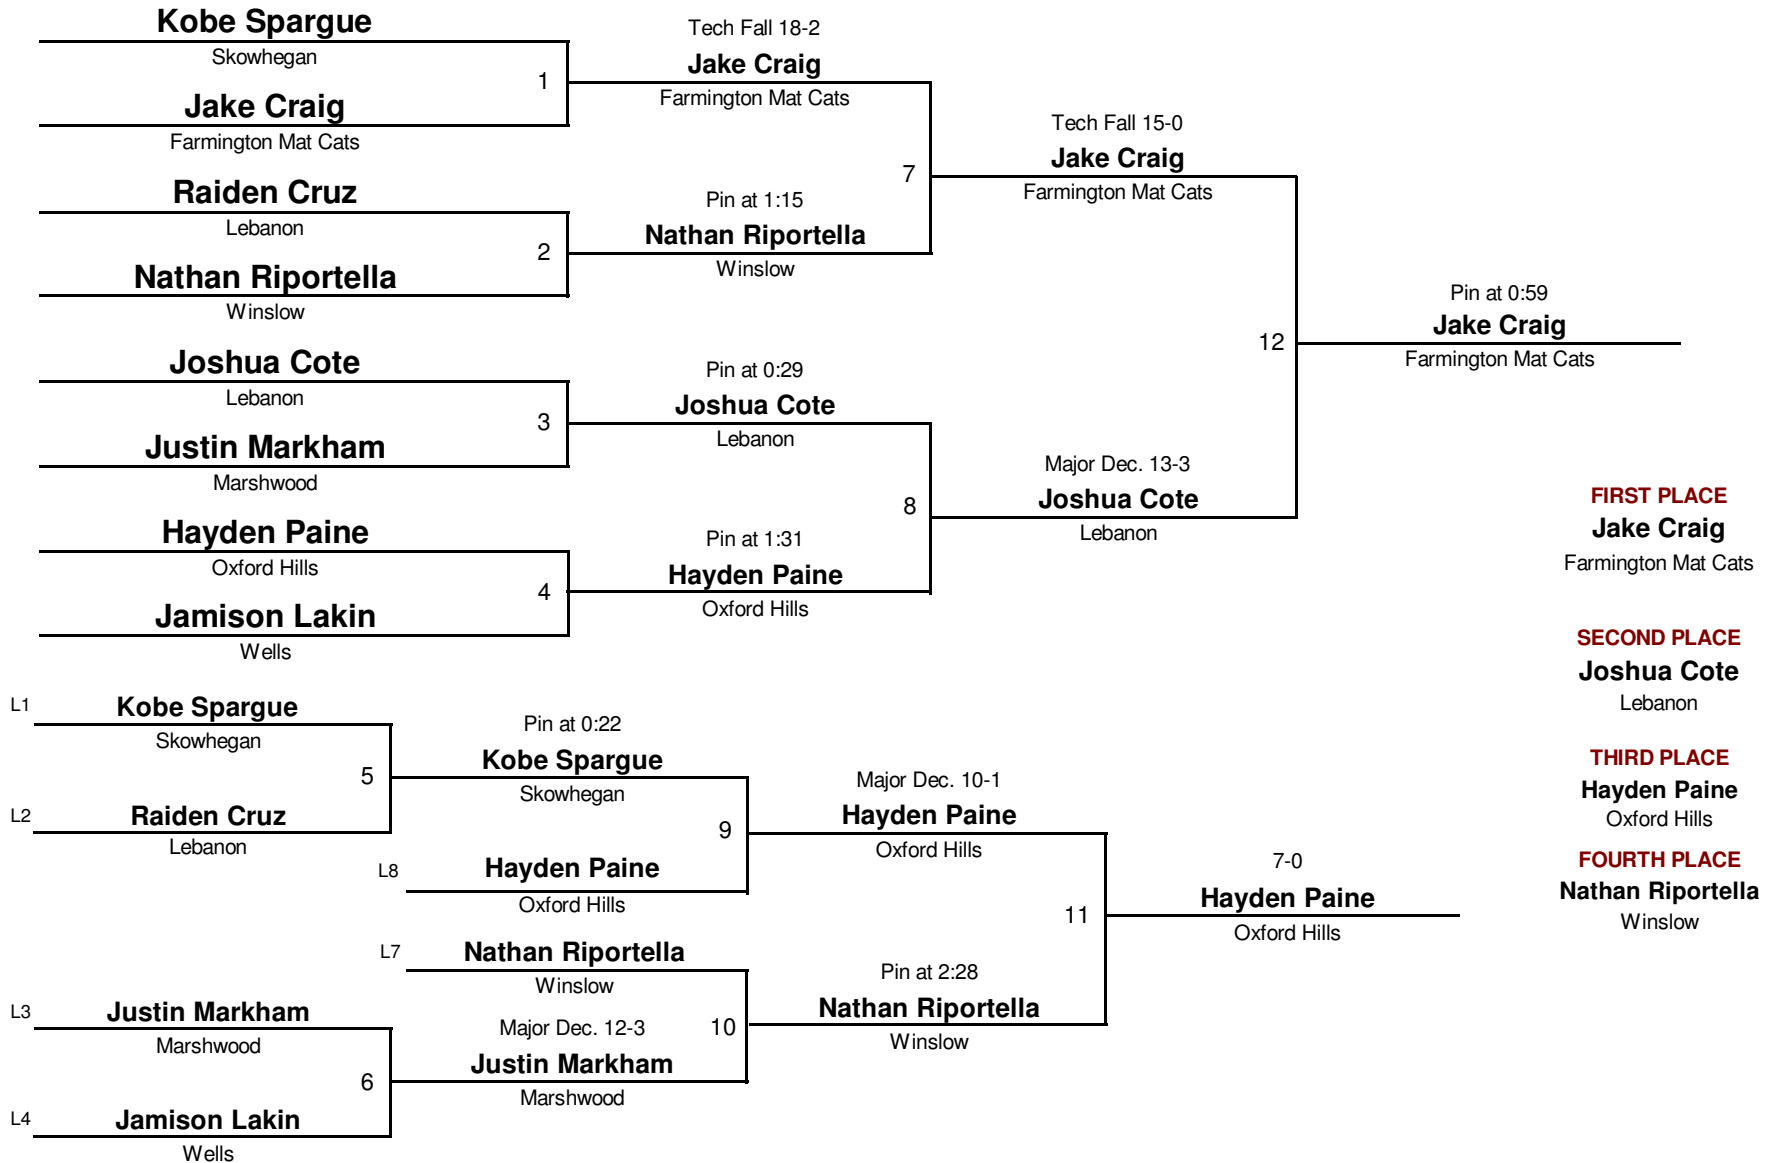 Kobe Spargue
Skowhegan
1
Jake Craig
Farmington Mat Cats
Raiden Cruz
Lebanon
2
Nathan Riportella
Winslow
Joshua Cote
Lebanon
3
Justin Markham
Marshwood
Hayden Paine
Oxford Hills
4
Jamison Lakin
Wells
Tech Fall 18-2
Jake Craig
Farmington Mat Cats
7
Pin at 1:15
Nathan Riportella
Winslow
Pin at 0:29
Joshua Cote
Lebanon
8
Pin at 1:31
Hayden Paine
Oxford Hills
Tech Fall 15-0
Jake Craig
Farmington Mat Cats
12
Major Dec. 13-3
Joshua Cote
Lebanon
Pin at 0:59
Jake Craig
Farmington Mat Cats
FIRST PLACE
Jake Craig
Farmington Mat Cats
SECOND PLACE
Joshua Cote
Lebanon
THIRD PLACE
Hayden Paine
Oxford Hills
FOURTH PLACE
Nathan Riportella
Winslow
L1
Kobe Spargue
Skowhegan
5
L2
Raiden Cruz
Lebanon
L3
Justin Markham
Marshwood
6
L4
Jamison Lakin
Wells
Pin at 0:22
Kobe Spargue
Skowhegan
9
L8
Hayden Paine
Oxford Hills
L7
Nathan Riportella
Winslow
10
Major Dec. 12-3
Justin Markham
Marshwood
Major Dec. 10-1
Hayden Paine
Oxford Hills
11
Pin at 2:28
Nathan Riportella
Winslow
7-0
Hayden Paine
Oxford Hills